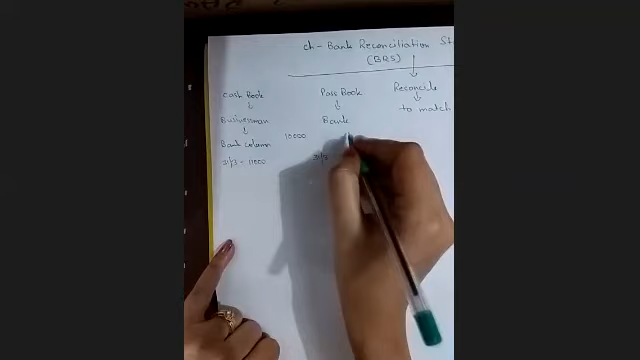 ch - Bank Reconciliation St
(BRS)
Cash Book Pass Book Reconcile
Businessman Bank to match
10000
Bank Column
31/3 - 11000 31/3